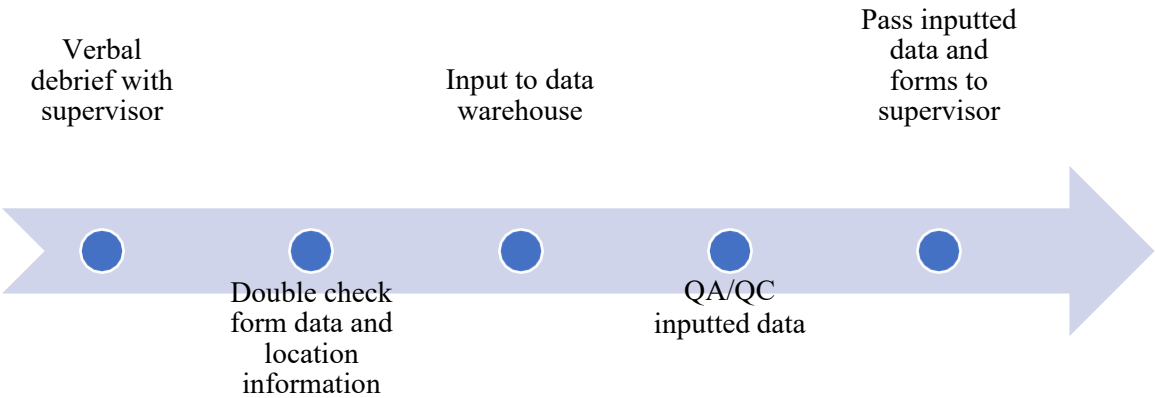 Verbal
debrief with
supervisor
Double check
form data and
location
information
Input to data
warehouse
QA/QC
inputted data
Pass inputted
data and
forms to
supervisor